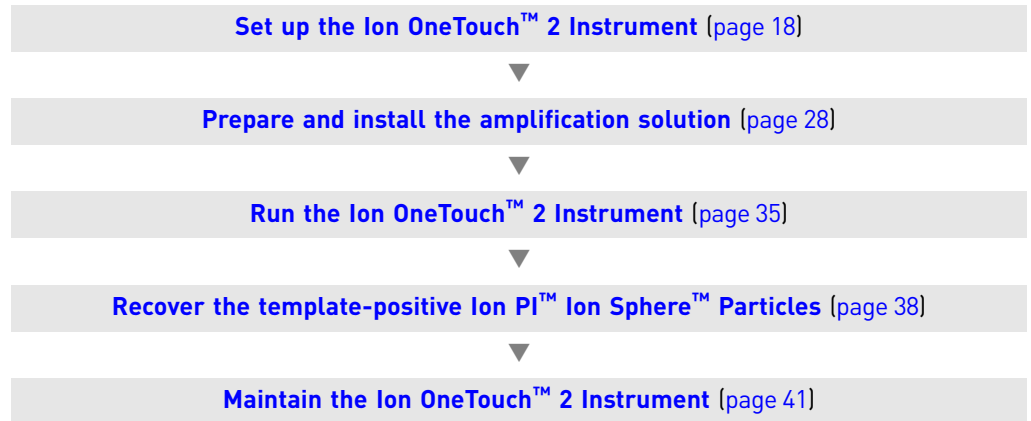 Set up the Ion OneTouch™ 2 Instrument (page 18)
Prepare and install the amplification solution (page 28)
Run the Ion OneTouch™ 2 Instrument (page 35)
Recover the template-positive Ion PI™ Ion Sphere™ Particles (page 38)
Maintain the Ion OneTouch™ 2 Instrument (page 41)